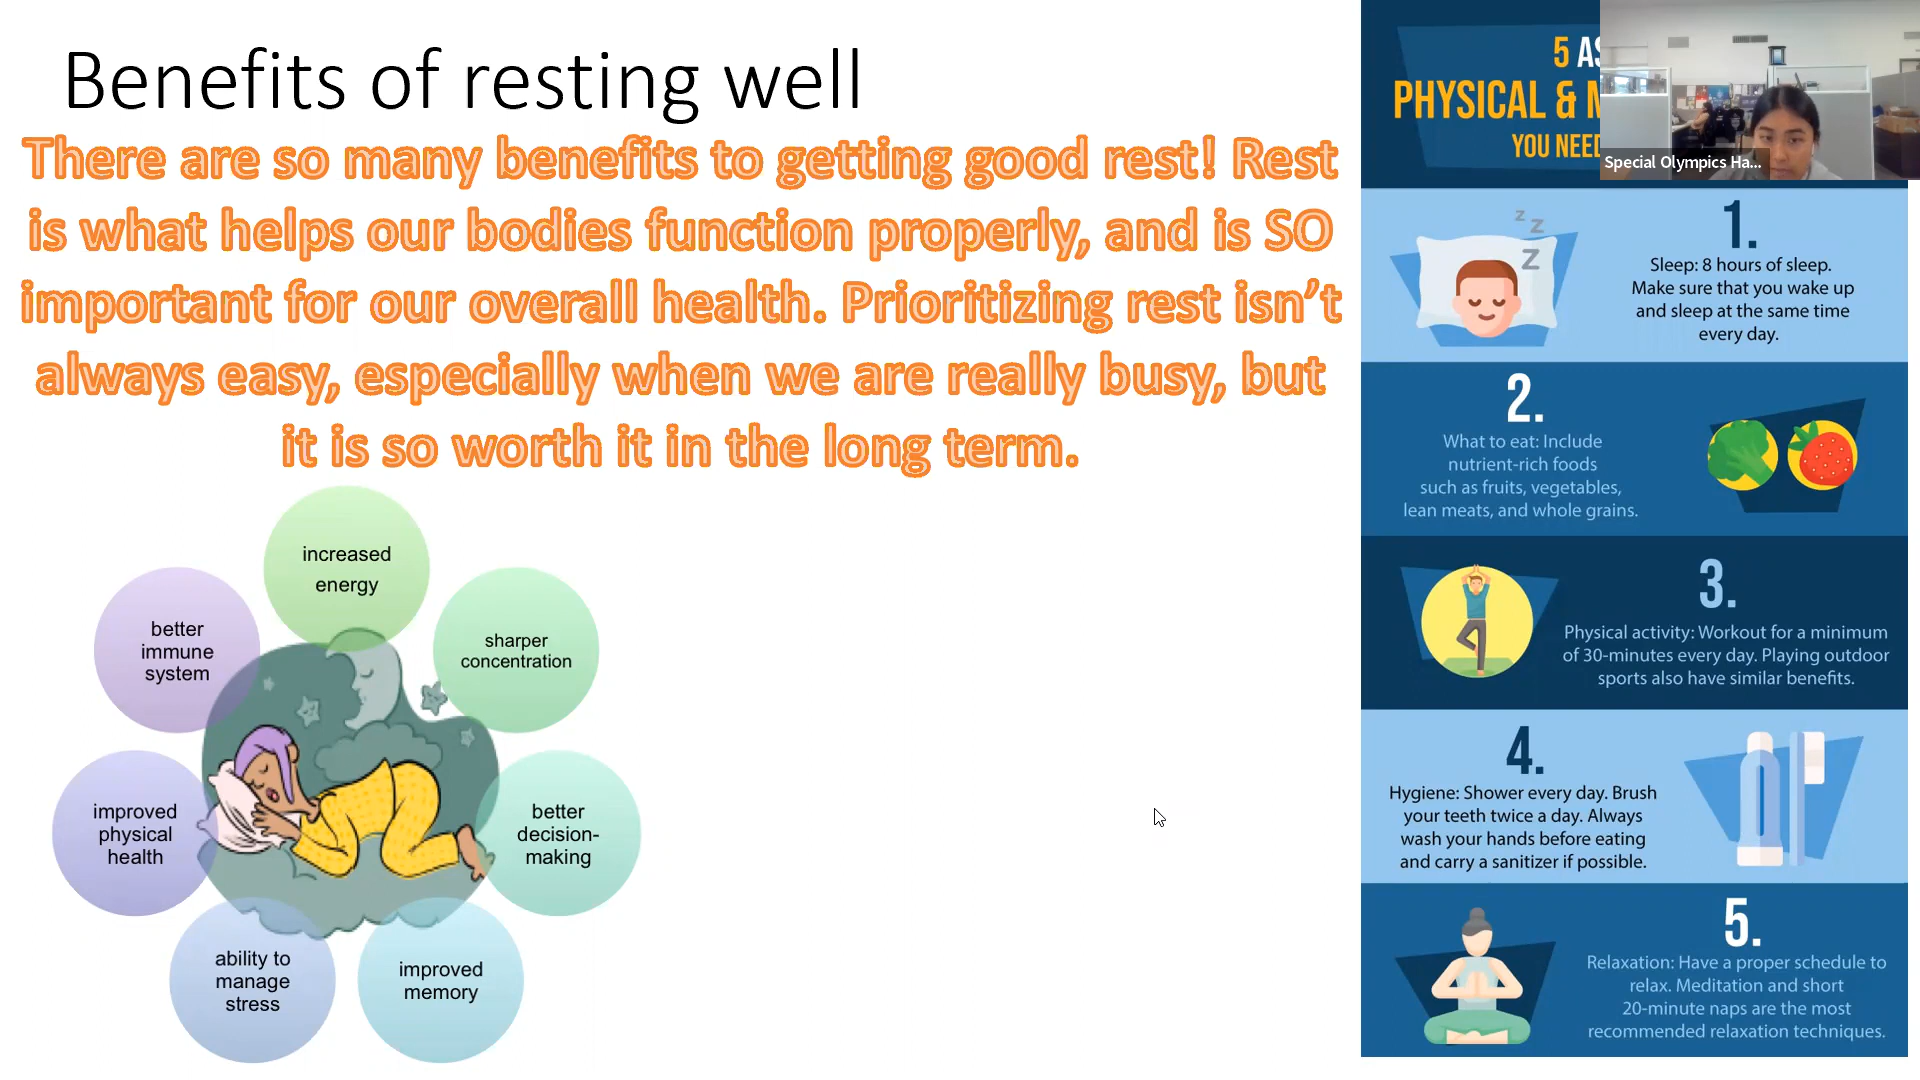 Benefits of resting well
There are so many benefits to getting good rest! Rest
is what helps our bodies function properly, and is SO
important for our overall health. Prioritizing rest isn’t
always easy, especially when we are really busy, but
it is so worth it in the long term.
increased
energy
sharper
concentration
better
decision-
making
improved
memory
ability to
manage
stress
improved
physical
health
better
immune
system
5 AS
PHYSICAL & M
YOU NEED
Special Olympics Ha...
z
z
z
1.
Sleep: 8 hours of sleep.
Make sure that you wake up
and sleep at the same time
every day.
2.
What to eat: Include
nutrient-rich foods
such as fruits, vegetables,
lean meats, and whole grains.
3.
Physical activity: Workout for a minimum
of 30-minutes every day. Playing outdoor
sports also have similar benefits.
4.
Hygiene: Shower every day. Brush
your teeth twice a day. Always
wash your hands before eating
and carry a sanitizer if possible.
5.
Relaxation: Have a proper schedule to
relax. Meditation and short
20-minute naps are the most
recommended relaxation techniques.